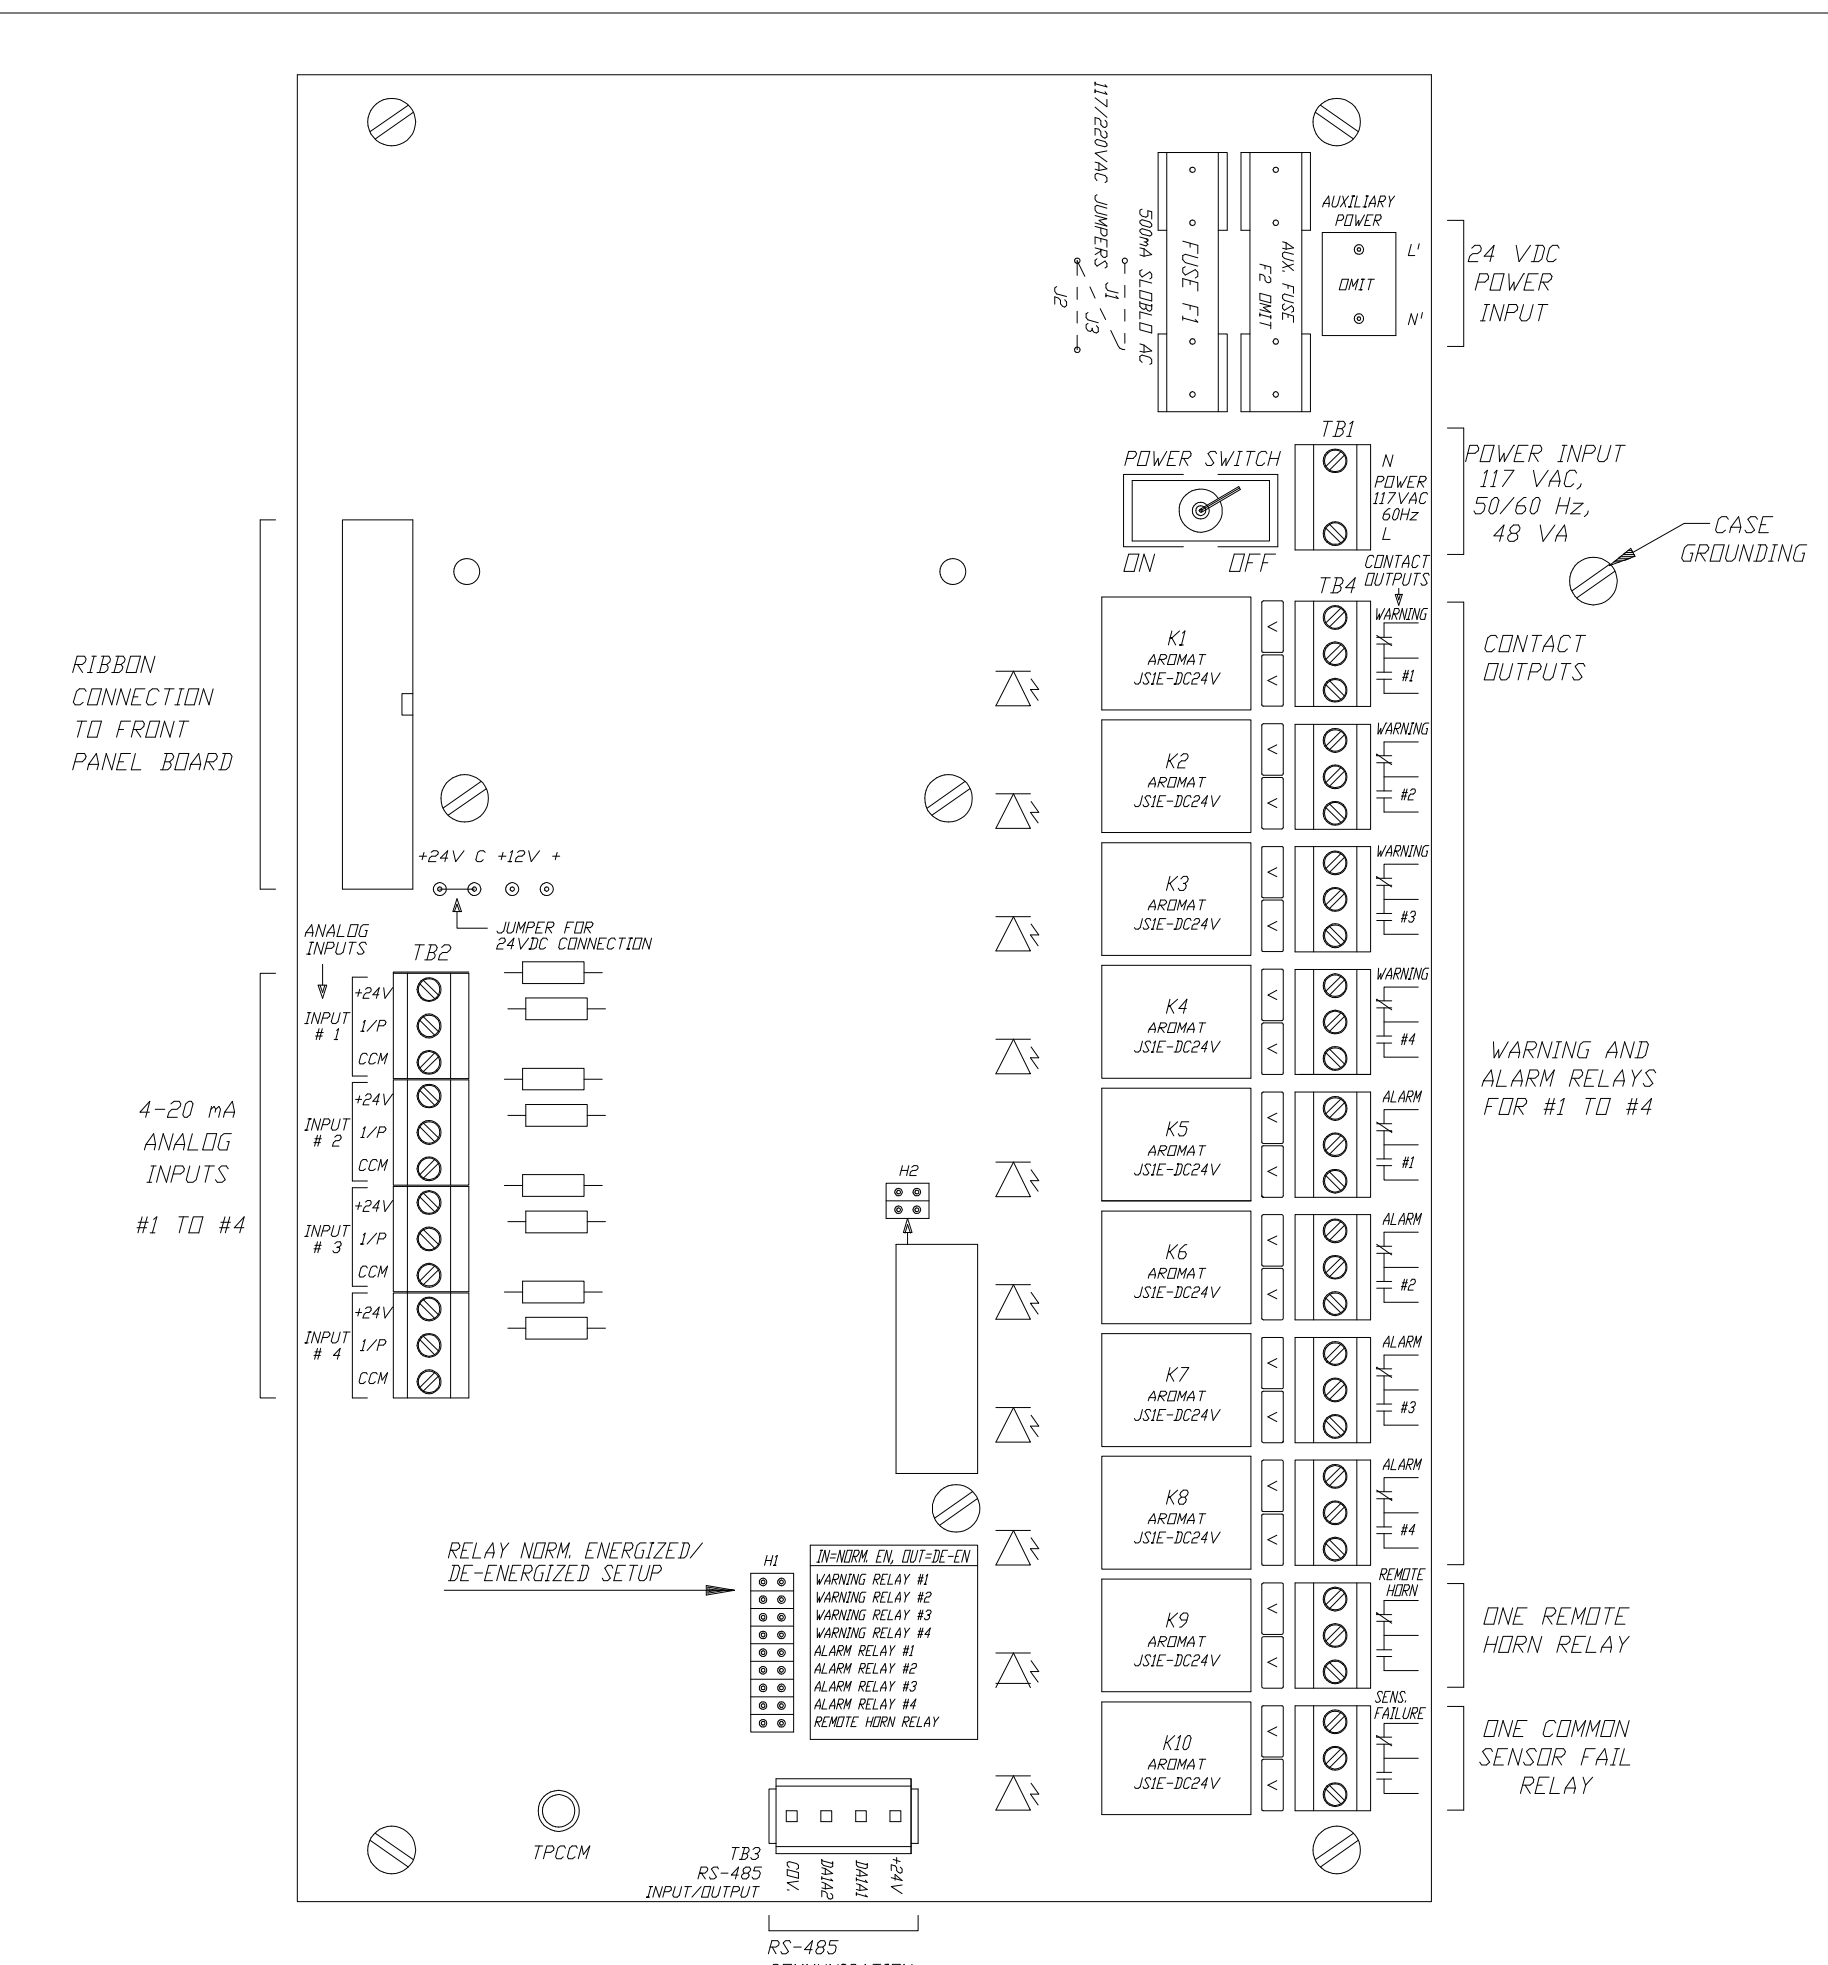 117/220VAC JUMPERS
J1
J2
J3
500mA SLOBLO AC
FUSE F1
AUX. FUSE
F2 OMIT
AUXILIARY
POWER
OMIT
L'
N'
24 VDC
POWER
INPUT
TB1
POWER SWITCH
ON
OFF
N
POWER
117VAC
60Hz
L
POWER INPUT
117 VAC,
50/60 Hz,
48 VA
CASE
GROUNDING
CONTACT
OUTPUTS
TB4
CONTACT
OUTPUTS
RIBBON
CONNECTION
TO FRONT
PANEL BOARD
K1
AROMAT
JS1E-DC24V
<
<
WARNING
#1
K2
AROMAT
JS1E-DC24V
<
<
WARNING
#2
K3
AROMAT
JS1E-DC24V
<
<
WARNING
#3
K4
AROMAT
JS1E-DC24V
<
<
WARNING
#4
K5
AROMAT
JS1E-DC24V
<
<
ALARM
#1
K6
AROMAT
JS1E-DC24V
<
<
ALARM
#2
K7
AROMAT
JS1E-DC24V
<
<
ALARM
#3
K8
AROMAT
JS1E-DC24V
<
<
ALARM
#4
K9
AROMAT
JS1E-DC24V
<
<
REMOTE
HORN
K10
AROMAT
JS1E-DC24V
<
<
SENS.
FAILURE
WARNING AND
ALARM RELAYS
FOR #1 TO #4
ONE REMOTE
HORN RELAY
ONE COMMON
SENSOR FAIL
RELAY
+24V C +12V +
JUMPER FOR
24VDC CONNECTION
ANALOG
INPUTS
TB2
INPUT
# 1
+24V
1/P
CCM
INPUT
# 2
+24V
1/P
CCM
INPUT
# 3
+24V
1/P
CCM
INPUT
# 4
+24V
1/P
CCM
4-20 mA
ANALOG
INPUTS
#1 TO #4
H2
RELAY NORM. ENERGIZED/
DE-ENERGIZED SETUP
H1
IN=NORM. EN, OUT=DE-EN
WARNING RELAY #1
WARNING RELAY #2
WARNING RELAY #3
WARNING RELAY #4
ALARM RELAY #1
ALARM RELAY #2
ALARM RELAY #3
ALARM RELAY #4
REMOTE HORN RELAY
TPCCM
TB3
RS-485
INPUT/OUTPUT
COV.
DA1A2
DA1A1
+24V
RS-485